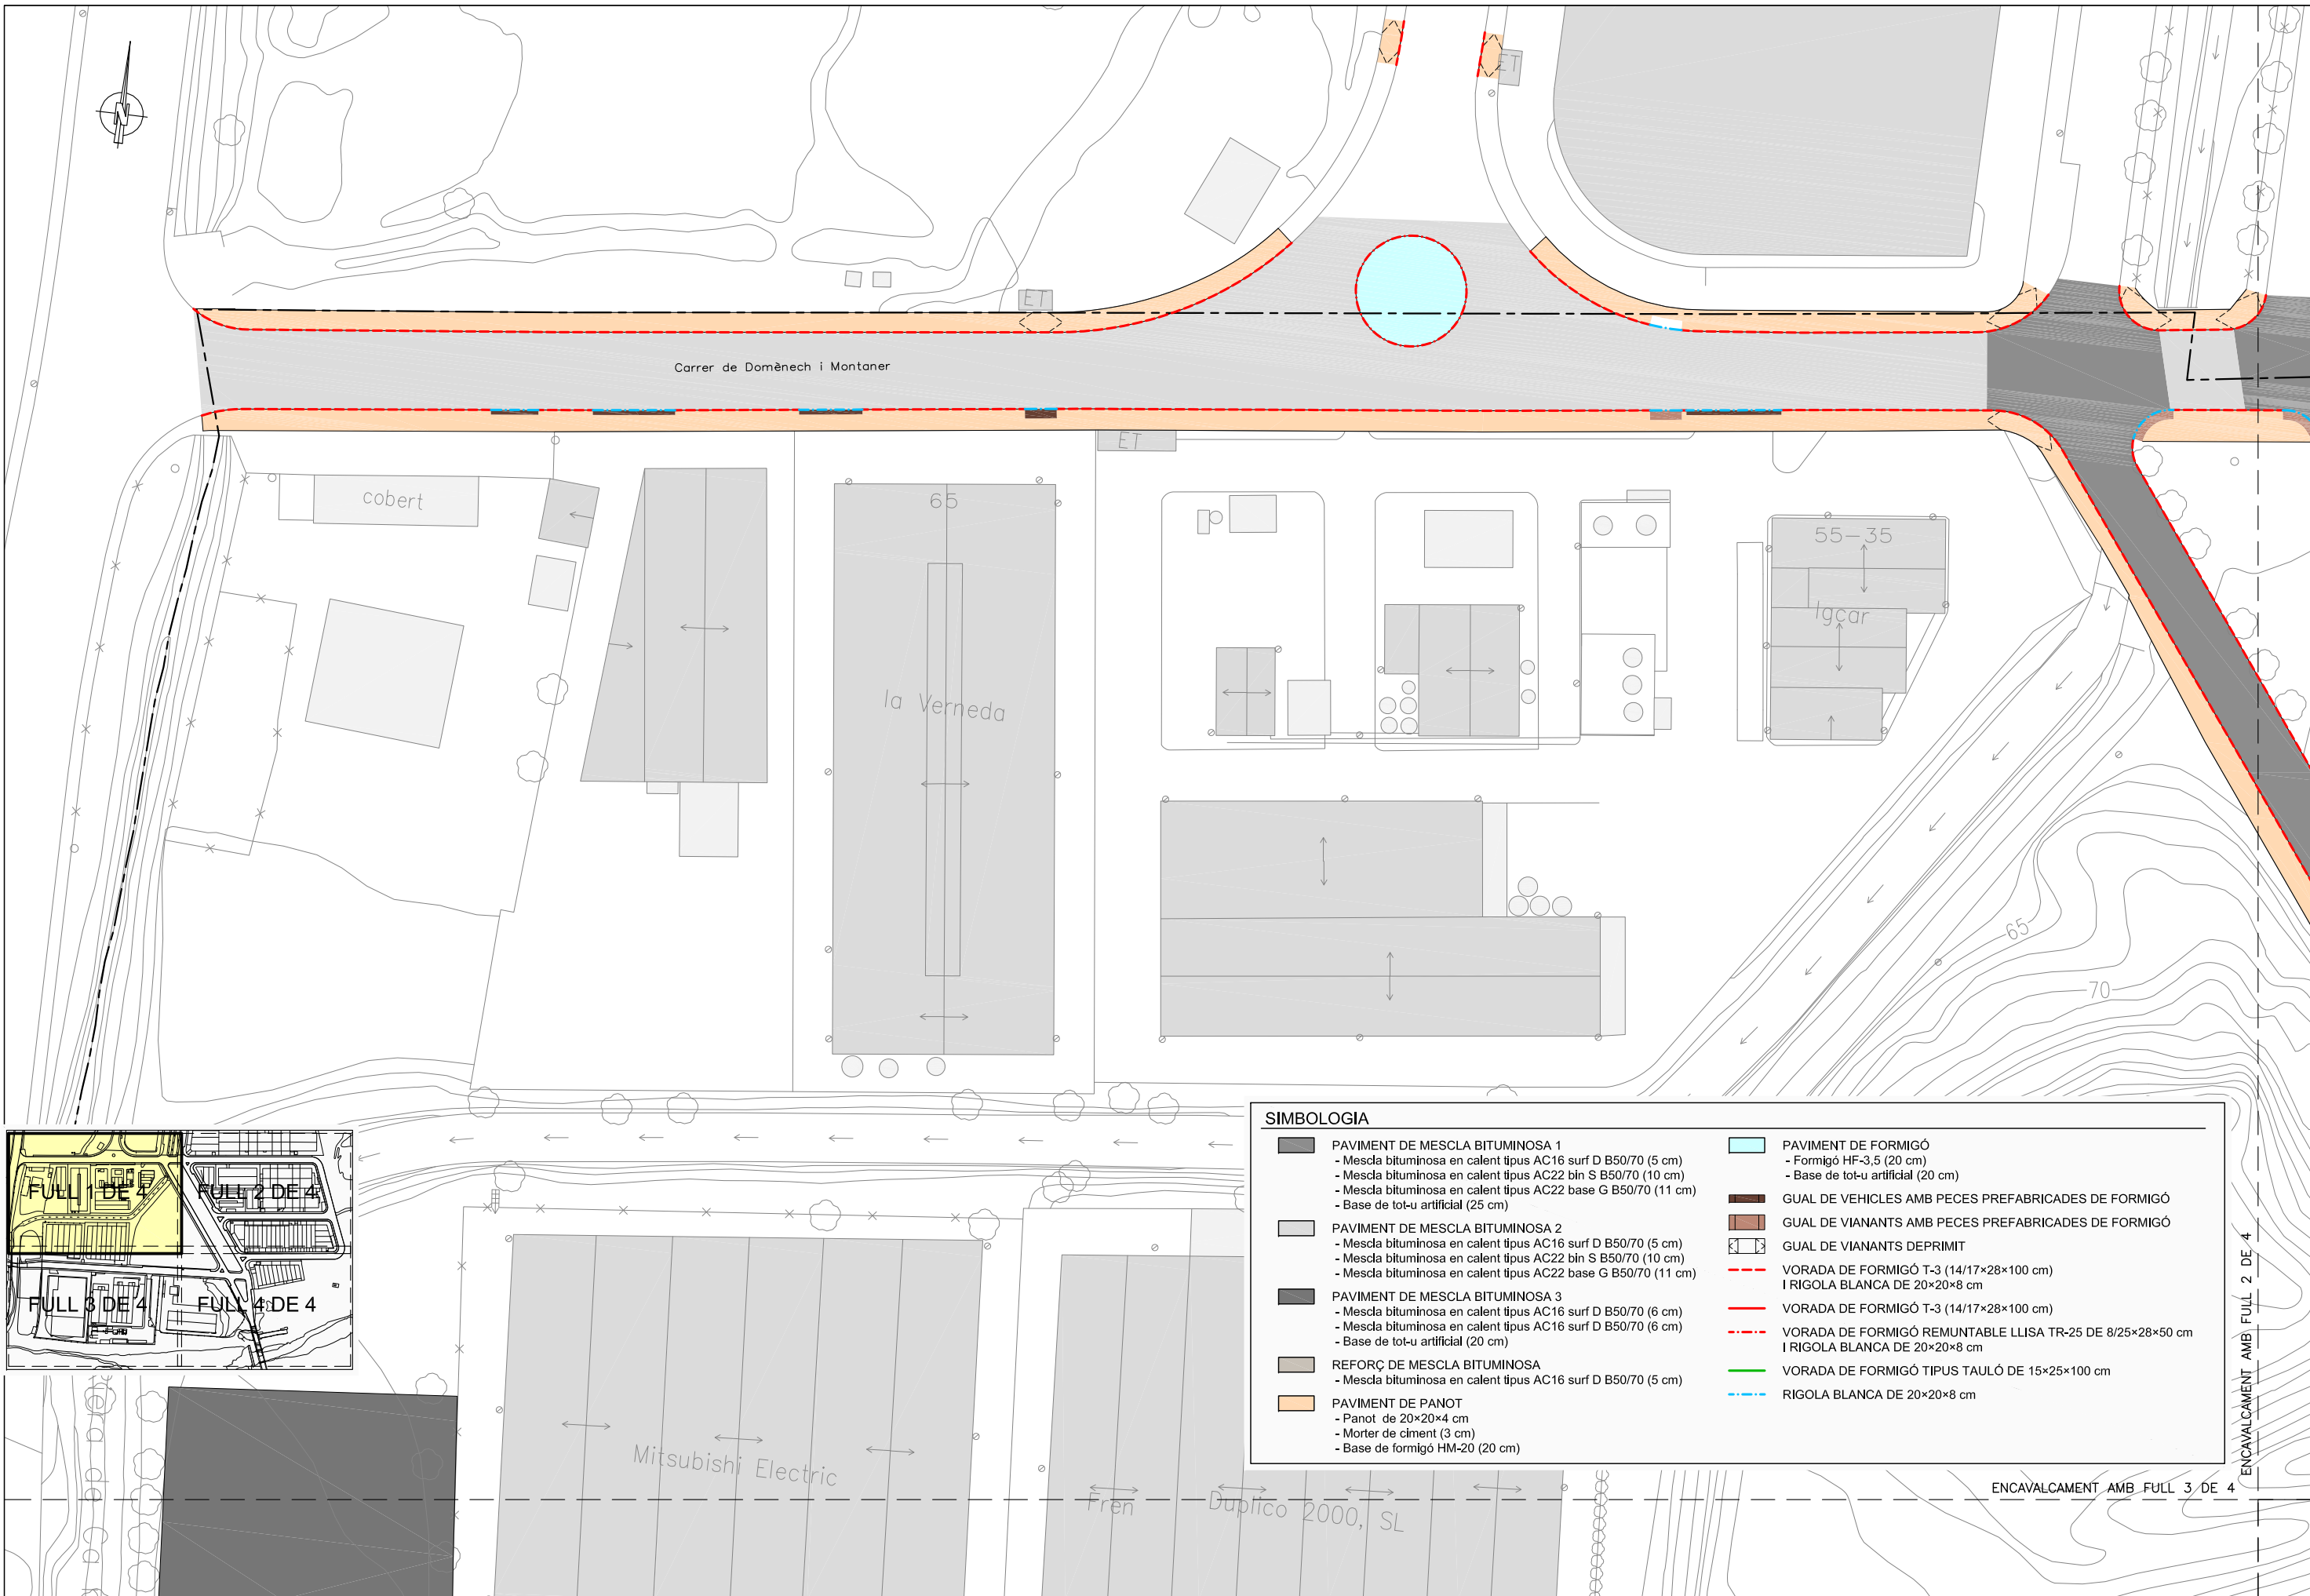 N
ET
ET
Carrer de Domènech i Montaner
ET
cobert
65
55-35
Igcar
la Verneda
65
70
SIMBOLOGIA
PAVIMENT DE MESCLA BITUMINOSA 1
- Mescla bituminosa en calent tipus AC16 surf D B50/70 (5 cm)
- Mescla bituminosa en calent tipus AC22 bin S B50/70 (10 cm)
- Mescla bituminosa en calent tipus AC22 base G B50/70 (11 cm)
- Base de tot-u artificial (25 cm)
PAVIMENT DE MESCLA BITUMINOSA 2
- Mescla bituminosa en calent tipus AC16 surf D B50/70 (5 cm)
- Mescla bituminosa en calent tipus AC22 bin S B50/70 (10 cm)
- Mescla bituminosa en calent tipus AC22 base G B50/70 (11 cm)
PAVIMENT DE MESCLA BITUMINOSA 3
- Mescla bituminosa en calent tipus AC16 surf D B50/70 (6 cm)
- Mescla bituminosa en calent tipus AC16 surf D B50/70 (6 cm)
- Base de tot-u artificial (20 cm)
REFORÇ DE MESCLA BITUMINOSA
- Mescla bituminosa en calent tipus AC16 surf D B50/70 (5 cm)
PAVIMENT DE PANOT
- Panot de 20×20×4 cm
- Morter de ciment (3 cm)
- Base de formigó HM-20 (20 cm)
PAVIMENT DE FORMIGÓ
- Formigó HF-3,5 (20 cm)
- Base de tot-u artificial (20 cm)
GUAL DE VEHICLES AMB PECES PREFABRICADES DE FORMIGÓ
GUAL DE VIANANTS AMB PECES PREFABRICADES DE FORMIGÓ
GUAL DE VIANANTS DEPRIMIT
VORADA DE FORMIGÓ T-3 (14/17×28×100 cm)
I RIGOLA BLANCA DE 20×20×8 cm
VORADA DE FORMIGÓ T-3 (14/17×28×100 cm)
VORADA DE FORMIGÓ REMUNTABLE LLISA TR-25 DE 8/25×28×50 cm
I RIGOLA BLANCA DE 20×20×8 cm
VORADA DE FORMIGÓ TIPUS TAULÓ DE 15×25×100 cm
RIGOLA BLANCA DE 20×20×8 cm
FULL 1 DE 4
FULL 2 DE 4
FULL 3 DE 4
FULL 4 DE 4
ENCAVALCAMENT AMB FULL 2 DE 4
Mitsubishi Electric
Fren
Duplico 2000, SL
ENCAVALCAMENT AMB FULL 3 DE 4